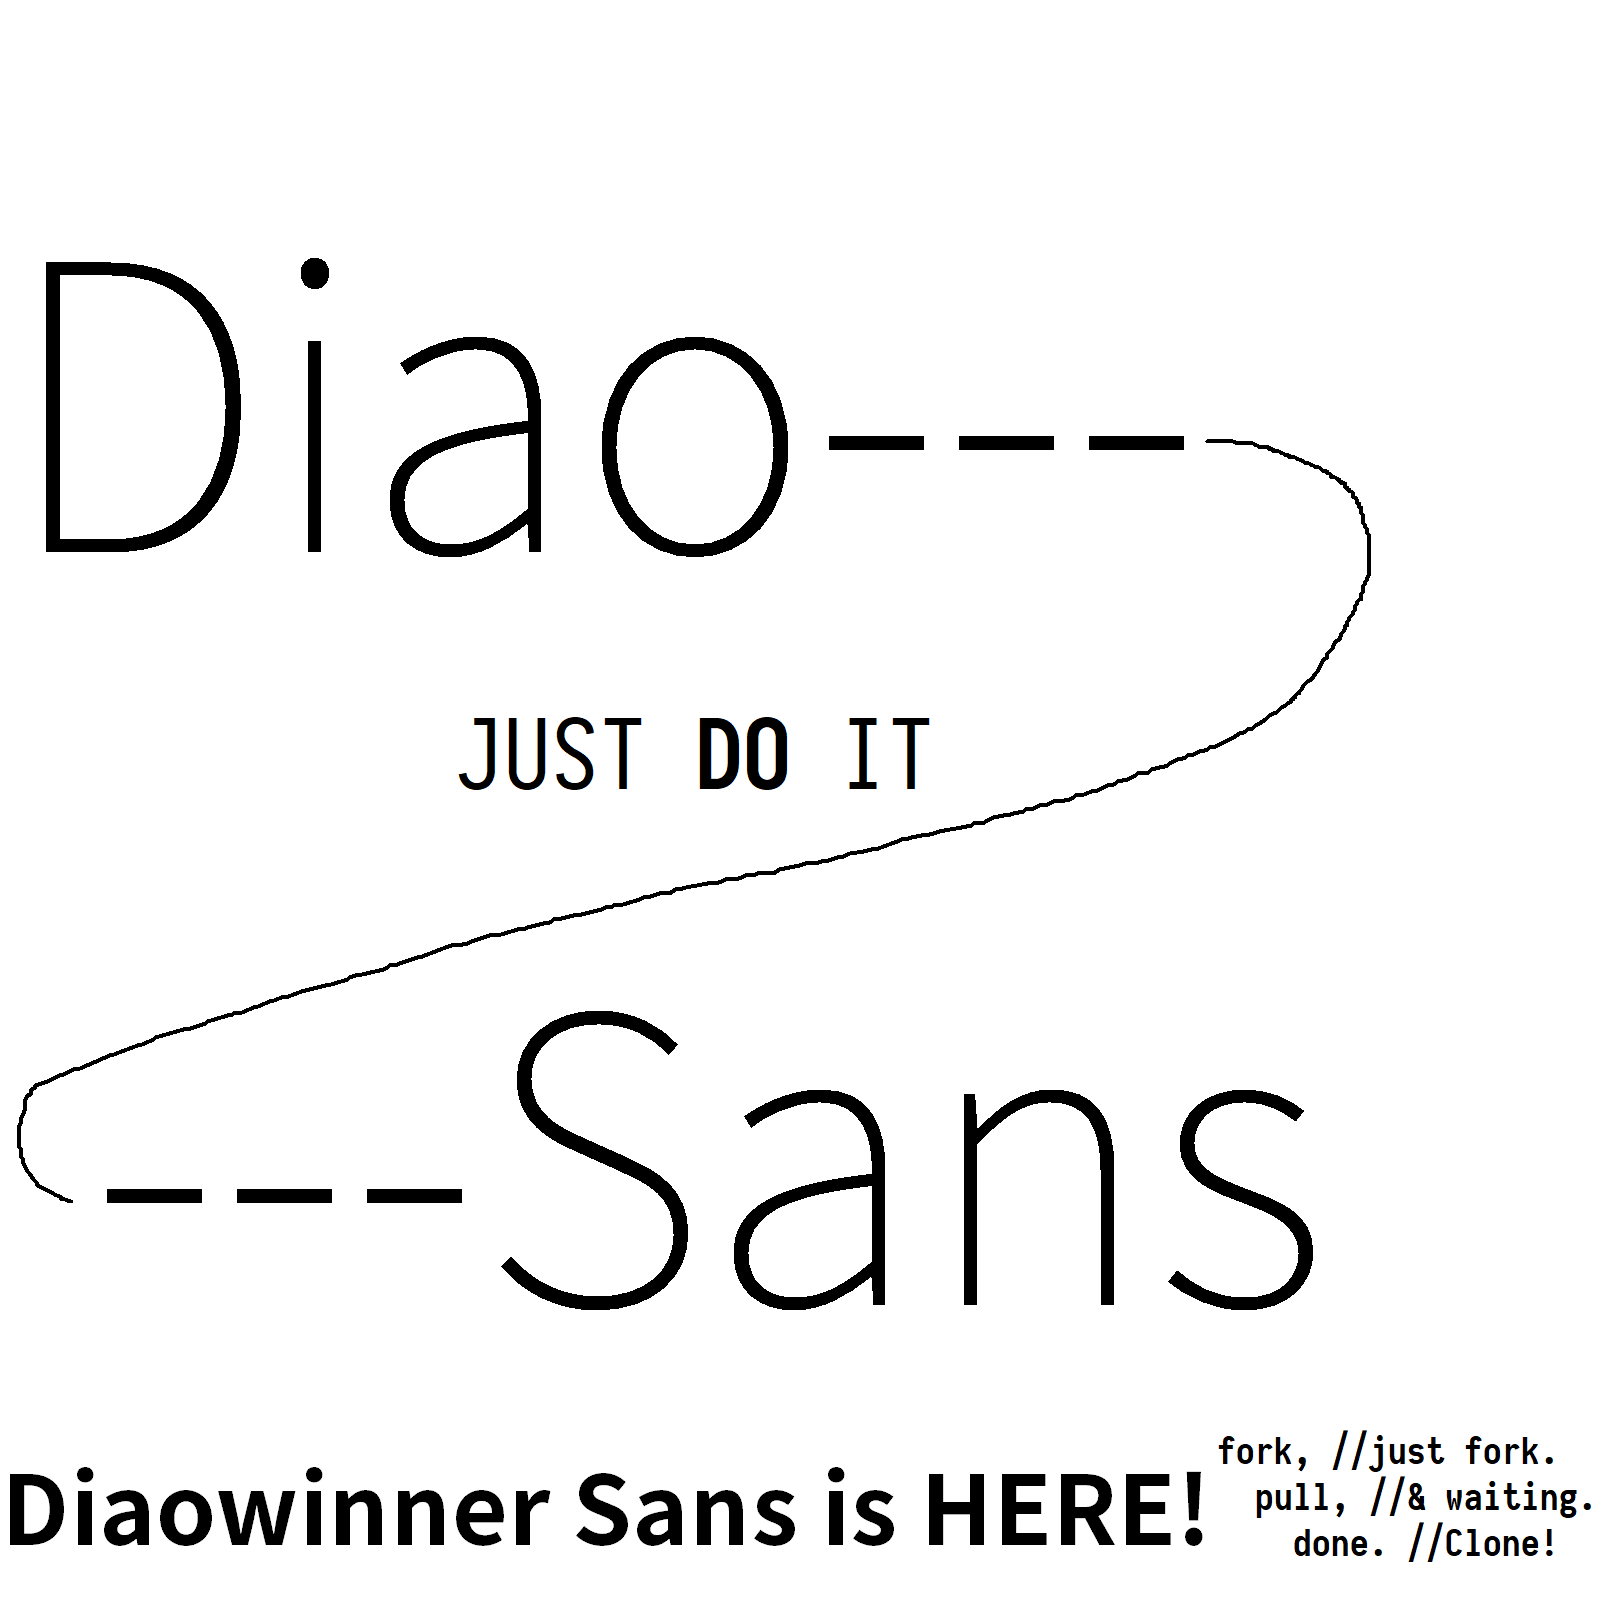 Diao---
JUST DO IT
---Sans
Diaowinner Sans is HERE!
fork, //just fork.
pull, //& waiting.
done. //Clone!